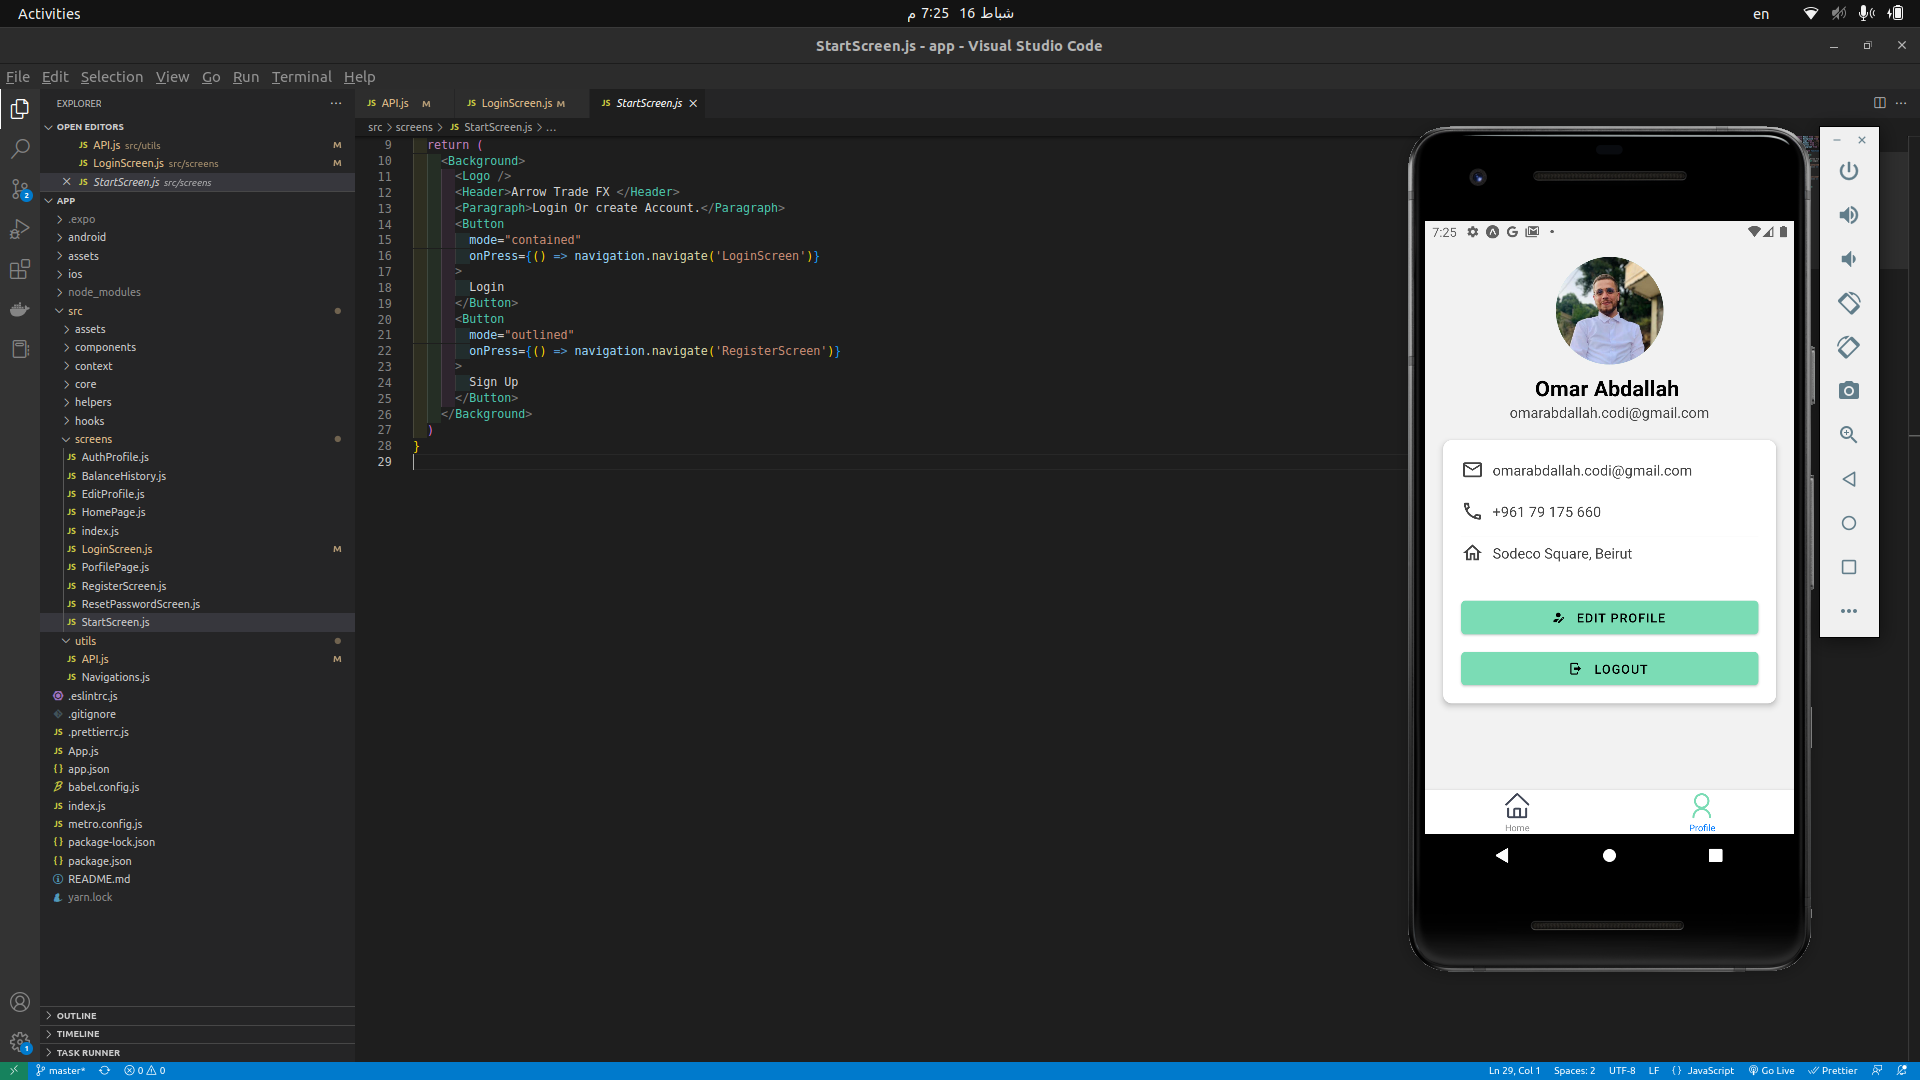 Activities
شباط 16  7:25 م
en
StartScreen.js - app - Visual Studio Code
File Edit Selection View Go Run Terminal Help
EXPLORER
OPEN EDITORS
API.js src/utils M
LoginScreen.js src/screens M
StartScreen.js src/screens
APP
.expo
android
assets
ios
node_modules
src
assets
components
context
core
helpers
hooks
screens
JS AuthProfile.js
JS BalanceHistory.js
JS EditProfile.js
JS HomePage.js
JS index.js
JS LoginScreen.js M
JS PorfilePage.js
JS RegisterScreen.js
JS ResetPasswordScreen.js
JS StartScreen.js
utils
JS API.js M
JS Navigations.js
.eslintrc.js
.gitignore
JS .prettierrc.js
JS App.js
{} app.json
babel.config.js
JS index.js
JS metro.config.js
{} package-lock.json
{} package.json
README.md
yarn.lock
OUTLINE
TIMELINE
TASK RUNNER
JS API.js M JS LoginScreen.js M JS StartScreen.js
src > screens > JS StartScreen.js > ...
9 return (
10 <Background>
11 <Logo />
12 <Header>Arrow Trade FX </Header>
13 <Paragraph>Login Or create Account.</Paragraph>
14 <Button
15 mode="contained"
16 onPress={() => navigation.navigate('LoginScreen')}
17 >
18 Login
19 </Button>
20 <Button
21 mode="outlined"
22 onPress={() => navigation.navigate('RegisterScreen')}
23 >
24 Sign Up
25 </Button>
26 </Background>
27 )
28 }
29
7:25
Omar Abdallah
omarabdallah.codi@gmail.com
omarabdallah.codi@gmail.com
+961 79 175 660
Sodeco Square, Beirut
EDIT PROFILE
LOGOUT
Home
Profile
2
1
master* 0 0 Ln 29, Col 1 Spaces: 2 UTF-8 LF {} JavaScript Go Live Prettier